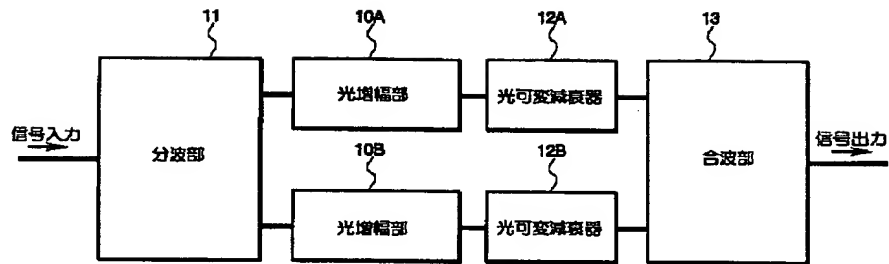 11
10A
12A
13
光増幅部
光可変減衰器
信号入力
分波部
合波部
信号出力
10B
12B
光増幅部
光可変減衰器